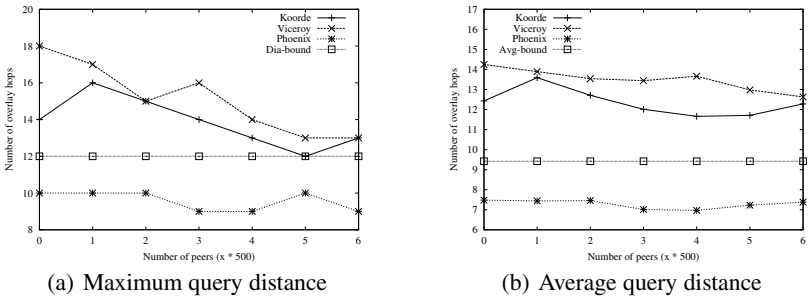 20
18
16
14
12
10
8
0
1
2
3
4
5
6
Number of overlay hops
Number of peers (x * 500)
Koorde
Viceroy
Phoenix
Dia-bound
(a) Maximum query distance
17
16
15
14
13
12
11
10
9
8
7
6
0
1
2
3
4
5
6
Number of overlay hops
Number of peers (x * 500)
Koorde
Viceroy
Phoenix
Avg-bound
(b) Average query distance